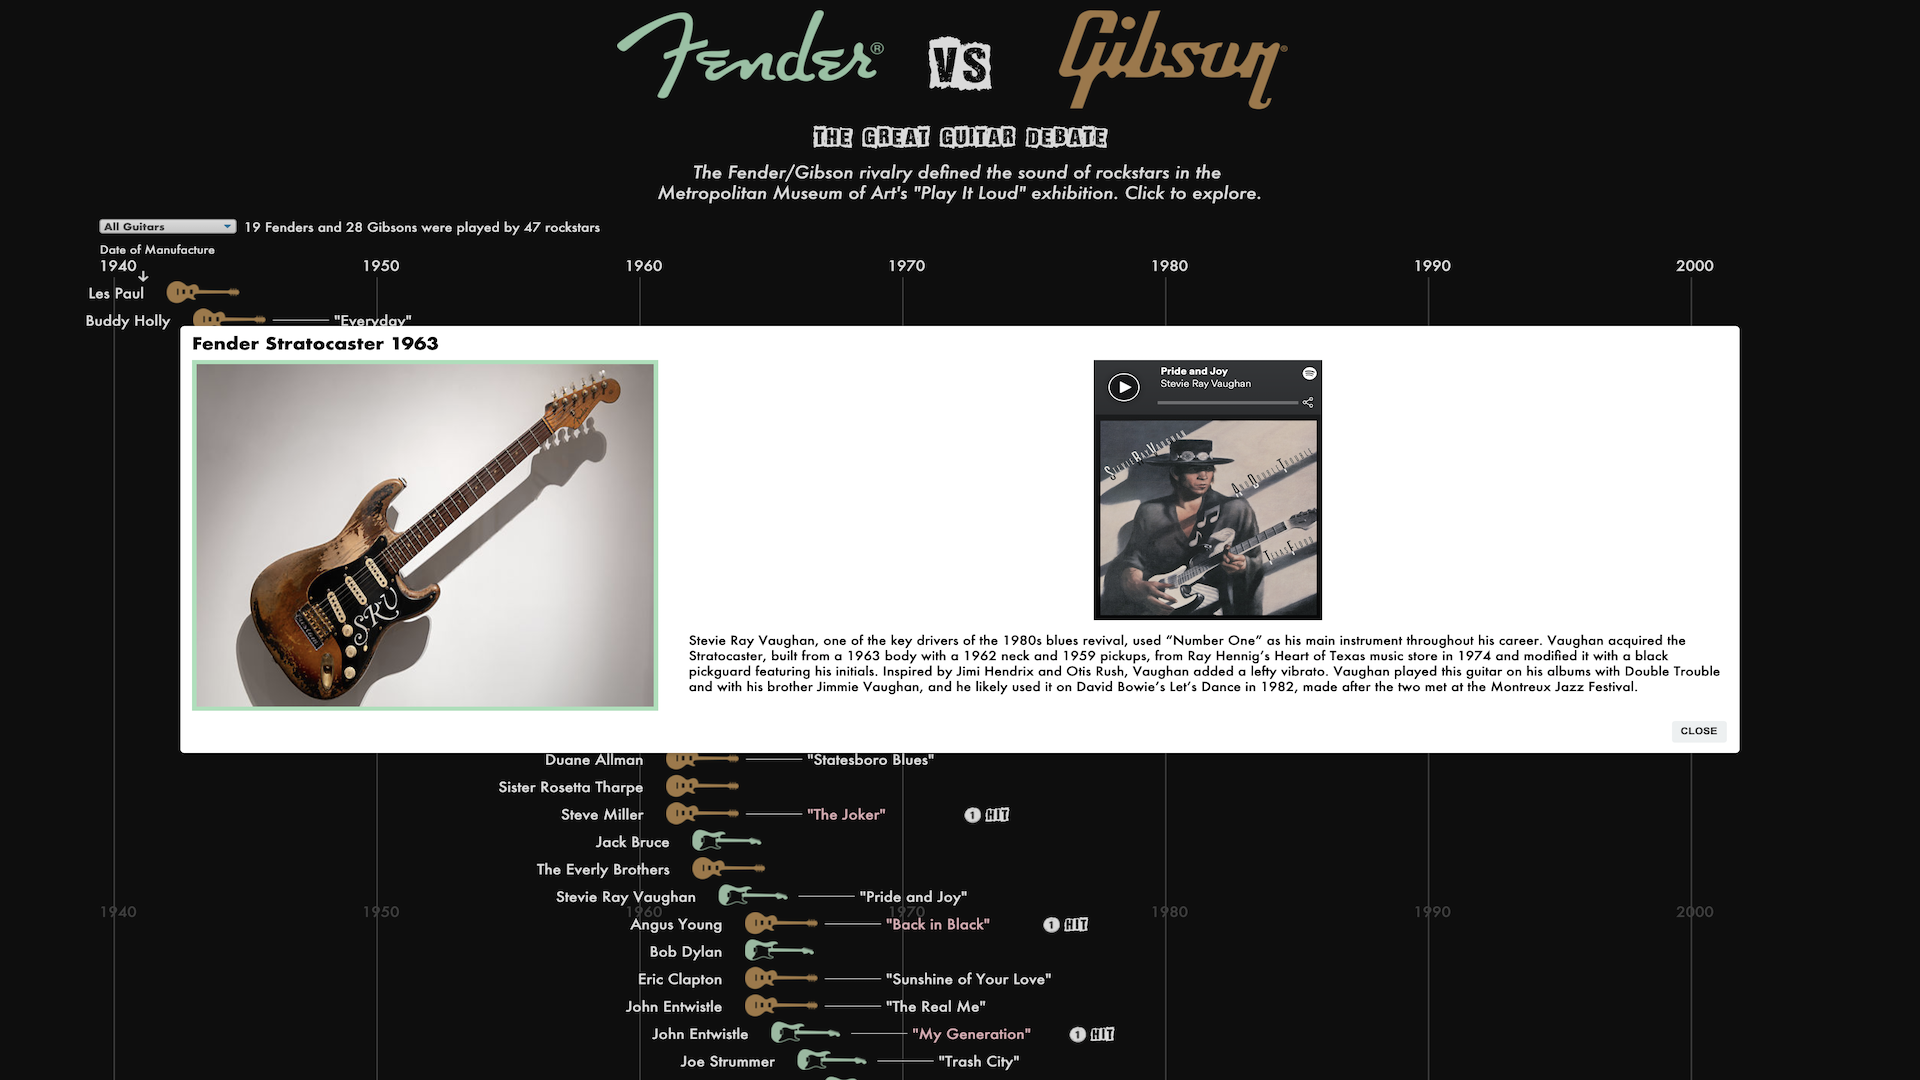 Fender®
VS
Gibson
THE GREAT GUITAR DEBATE
The Fender/Gibson rivalry defined the sound of rockstars in the
Metropolitan Museum of Art's "Play It Loud" exhibition. Click to explore.
All Guitars
19 Fenders and 28 Gibsons were played by 47 rockstars
Date of Manufacture
1940 1950 1960 1970 1980 1990 2000
Les Paul
Buddy Holly "Everyday"
Fender Stratocaster 1963
SRV
Custom
Pride and Joy
Stevie Ray Vaughan
STEVIE RAY VAUGHAN
AND DOUBLE TROUBLE
TEXAS FLOOD
Stevie Ray Vaughan, one of the key drivers of the 1980s blues revival, used “Number One” as his main instrument throughout his career. Vaughan acquired the
Stratocaster, built from a 1963 body with a 1962 neck and 1959 pickups, from Ray Hennig’s Heart of Texas music store in 1974 and modified it with a black
pickguard featuring his initials. Inspired by Jimi Hendrix and Otis Rush, Vaughan added a lefty vibrato. Vaughan played this guitar on his albums with Double Trouble
and with his brother Jimmie Vaughan, and he likely used it on David Bowie’s Let’s Dance in 1982, made after the two met at the Montreux Jazz Festival.
CLOSE
Duane Allman "Statesboro Blues"
Sister Rosetta Tharpe
Steve Miller "The Joker" 1 HIT
Jack Bruce
The Everly Brothers
Stevie Ray Vaughan "Pride and Joy"
1940 1950 1960 1970 1980 1990 2000
Angus Young "Back in Black" 1 HIT
Bob Dylan
Eric Clapton "Sunshine of Your Love"
John Entwistle "The Real Me"
John Entwistle "My Generation" 1 HIT
Joe Strummer "Trash City"